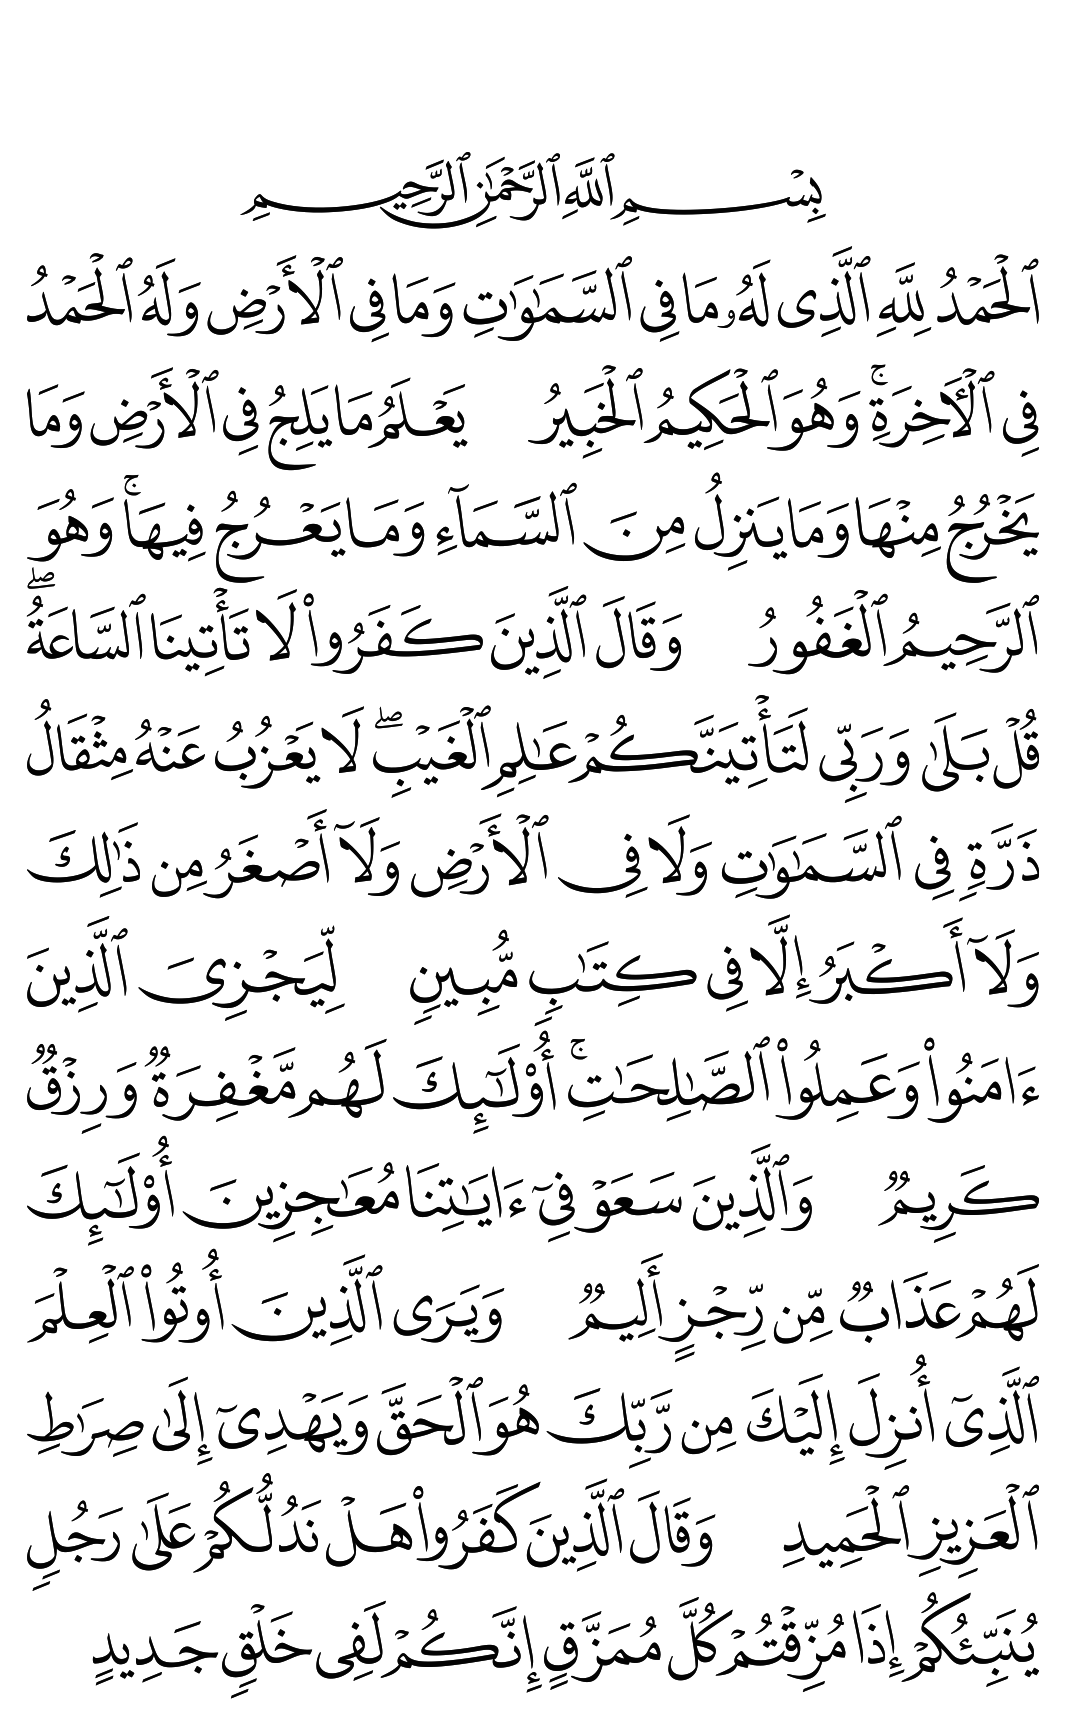 بِسْمِ ٱللَّهِ ٱلرَّحْمَٰنِ ٱلرَّحِيمِ
ٱلْحَمْدُ لِلَّهِ ٱلَّذِى لَهُۥ مَا فِى ٱلسَّمَٰوَٰتِ وَمَا فِى ٱلْأَرْضِ وَلَهُ ٱلْحَمْدُ
فِى ٱلْءَاخِرَةِ ۚ وَهُوَ ٱلْحَكِيمُ ٱلْخَبِيرُ يَعْلَمُ مَا يَلِجُ فِى ٱلْأَرْضِ وَمَا
يَخْرُجُ مِنْهَا وَمَا يَنزِلُ مِنَ ٱلسَّمَآءِ وَمَا يَعْرُجُ فِيهَا ۚ وَهُوَ
ٱلرَّحِيمُ ٱلْغَفُورُ وَقَالَ ٱلَّذِينَ كَفَرُوا۟ لَا تَأْتِينَا ٱلسَّاعَةُ ۖ
قُلْ بَلَىٰ وَرَبِّى لَتَأْتِيَنَّكُمْ عَٰلِمِ ٱلْغَيْبِ ۖ لَا يَعْزُبُ عَنْهُ مِثْقَالُ
ذَرَّةٍ فِى ٱلسَّمَٰوَٰتِ وَلَا فِى ٱلْأَرْضِ وَلَآ أَصْغَرُ مِن ذَٰلِكَ
وَلَآ أَكْبَرُ إِلَّا فِى كِتَٰبٍ مُّبِينٍ لِّيَجْزِىَ ٱلَّذِينَ
ءَامَنُوا۟ وَعَمِلُوا۟ ٱلصَّٰلِحَٰتِ ۚ أُو۟لَٰٓئِكَ لَهُم مَّغْفِرَةٌ وَرِزْقٌ
كَرِيمٌ وَٱلَّذِينَ سَعَوْ فِىٓ ءَايَٰتِنَا مُعَٰجِزِينَ أُو۟لَٰٓئِكَ
لَهُمْ عَذَابٌ مِّن رِّجْزٍ أَلِيمٌ وَيَرَى ٱلَّذِينَ أُوتُوا۟ ٱلْعِلْمَ
ٱلَّذِىٓ أُنزِلَ إِلَيْكَ مِن رَّبِّكَ هُوَ ٱلْحَقَّ وَيَهْدِىٓ إِلَىٰ صِرَٰطِ
ٱلْعَزِيزِ ٱلْحَمِيدِ وَقَالَ ٱلَّذِينَ كَفَرُوا۟ هَلْ نَدُلُّكُمْ عَلَىٰ رَجُلٍ
يُنَبِّئُكُمْ إِذَا مُزِّقْتُمْ كُلَّ مُمَزَّقٍ إِنَّكُمْ لَفِى خَلْقٍ جَدِيدٍ